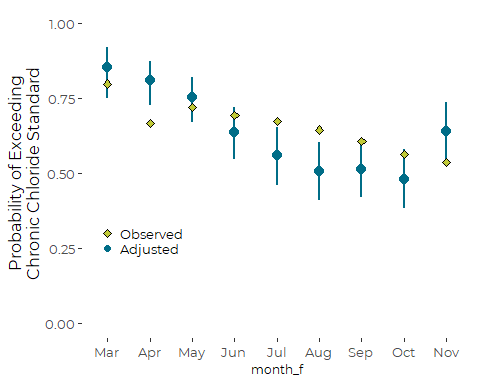 1.00
0.75
0.50
0.25
0.00
Probability of Exceeding
Chronic Chloride Standard
Observed
Adjusted
Mar Apr May Jun Jul Aug Sep Oct Nov
month_f